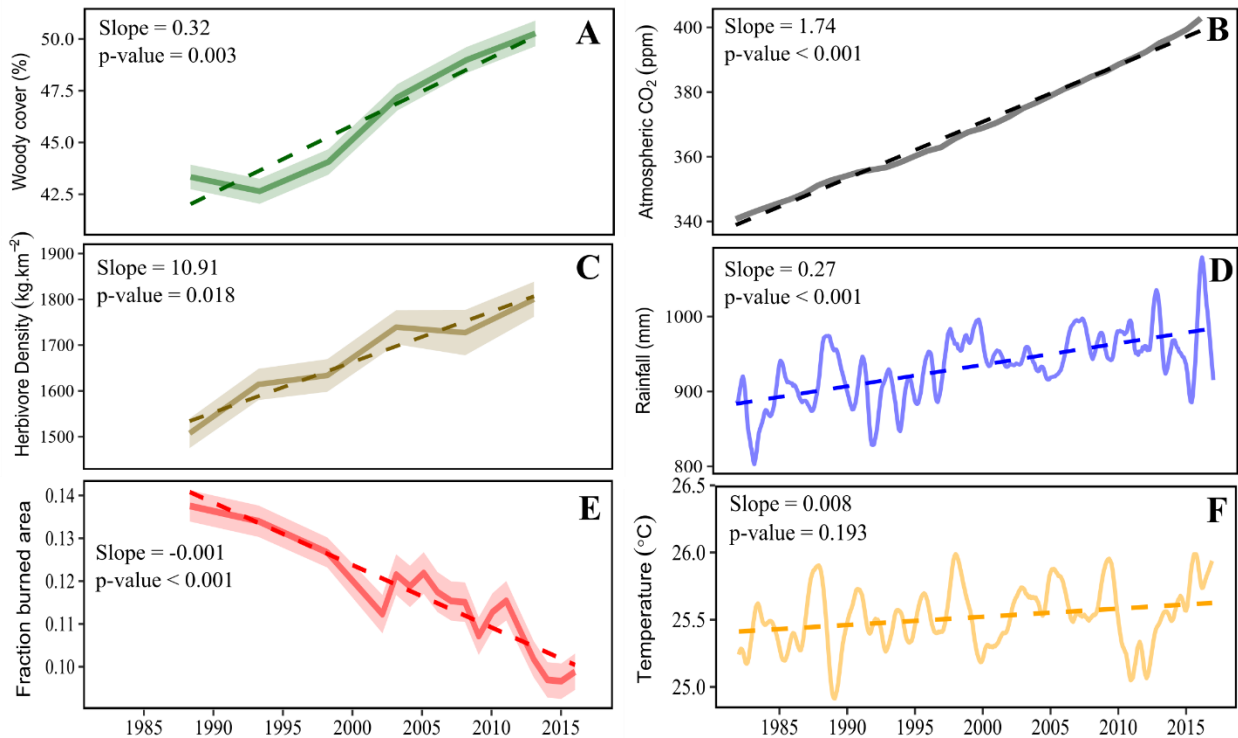 Slope = 0.32
p-value = 0.003
A
Woody cover (%)
50.0
47.5
45.0
42.5
Slope = 1.74
p-value < 0.001
B
Atmospheric CO₂ (ppm)
400
380
360
340
Slope = 10.91
p-value = 0.018
C
Herbivore Density (kg.km⁻²)
1900
1800
1700
1600
1500
Slope = 0.27
p-value < 0.001
D
Rainfall (mm)
1000
900
800
Slope = -0.001
p-value < 0.001
E
Fraction burned area
0.14
0.13
0.12
0.11
0.10
1985 1990 1995 2000 2005 2010 2015
Slope = 0.008
p-value = 0.193
F
Temperature (°C)
26.5
26.0
25.5
25.0
1985 1990 1995 2000 2005 2010 2015